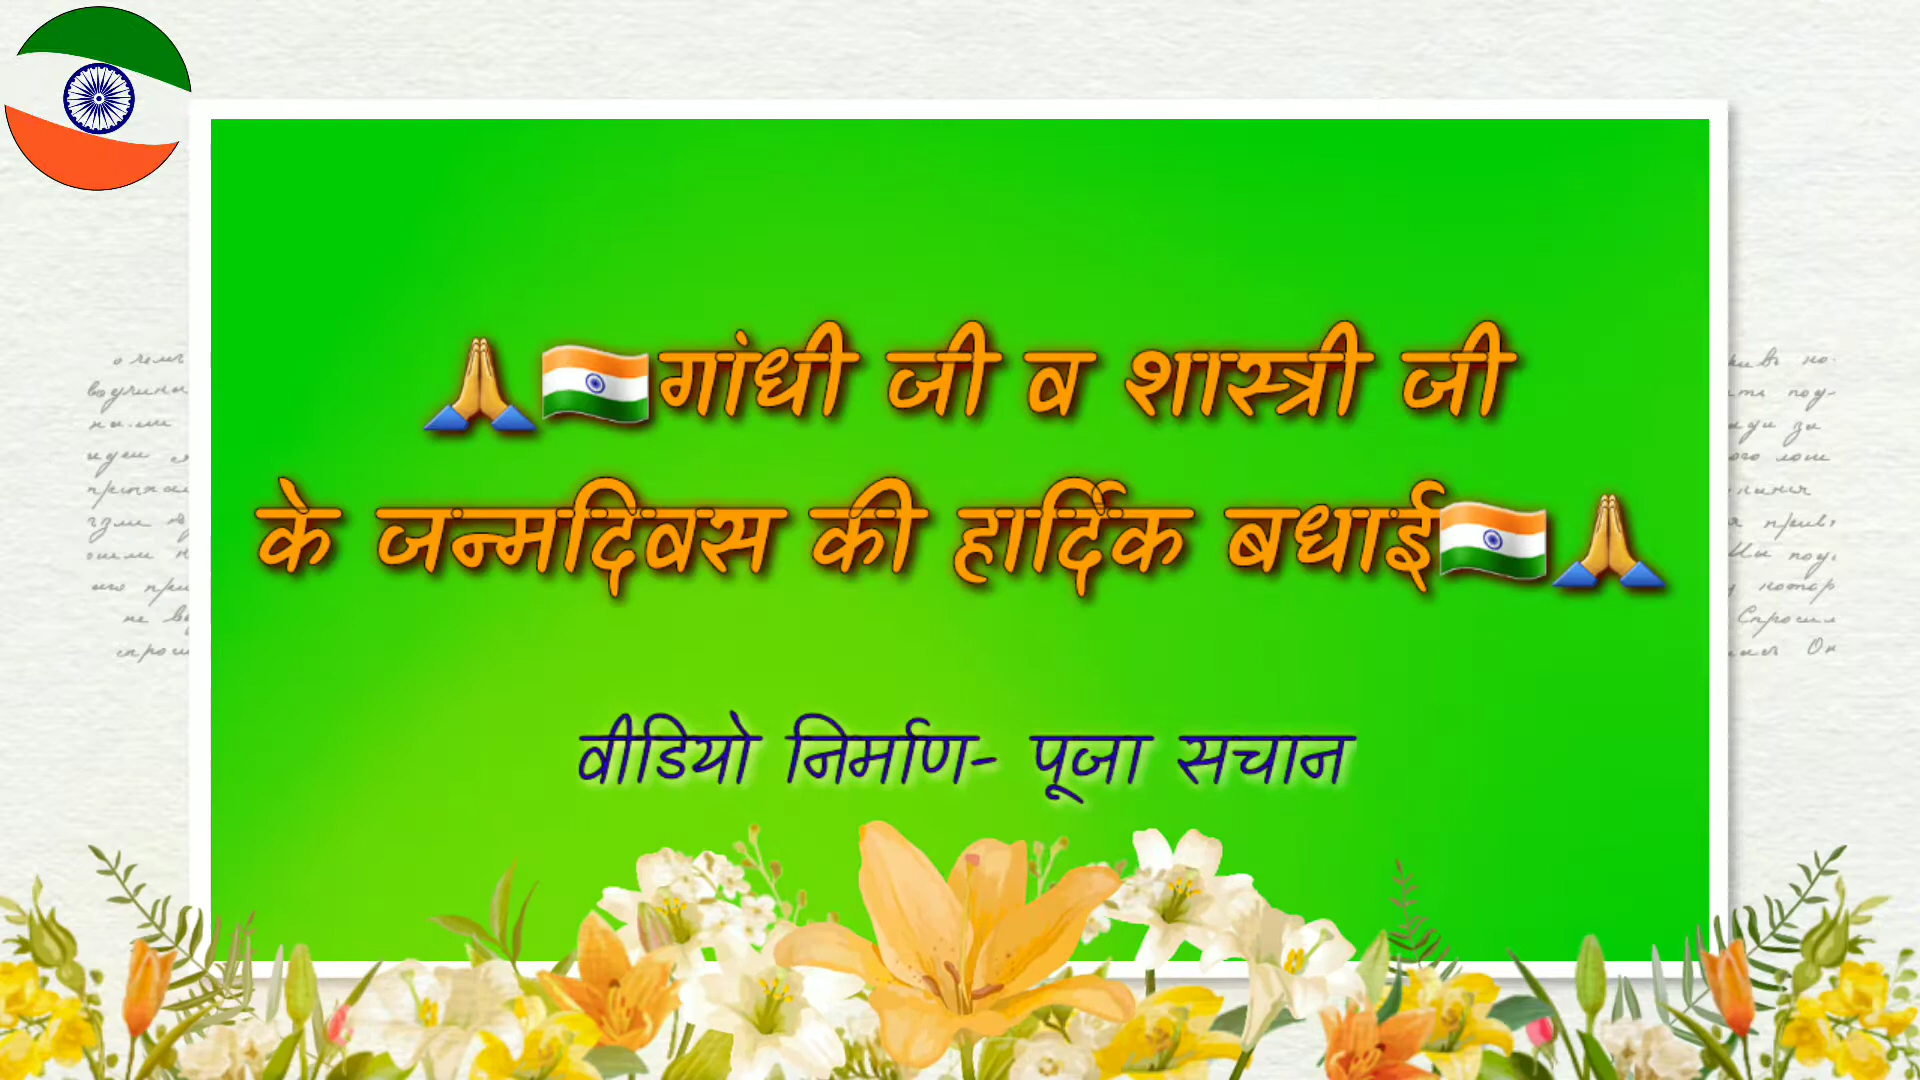 🙏🇮🇳गांधी जी व शास्त्री जी
के जन्मदिवस की हार्दिक बधाई🇮🇳🙏
वीडियो निर्माण- पूजा सचान